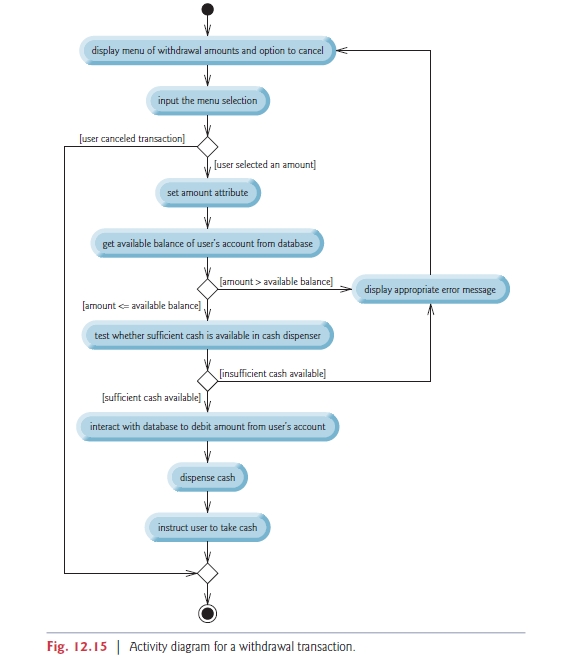 display menu of withdrawal amounts and option to cancel
input the menu selection
[user canceled transaction]
[user selected an amount]
set amount attribute
get available balance of user's account from database
[amount > available balance]
display appropriate error message
[amount <= available balance]
test whether sufficient cash is available in cash dispenser
[insufficient cash available]
[sufficient cash available]
interact with database to debit amount from user's account
dispense cash
instruct user to take cash
Fig. 12.15 | Activity diagram for a withdrawal transaction.